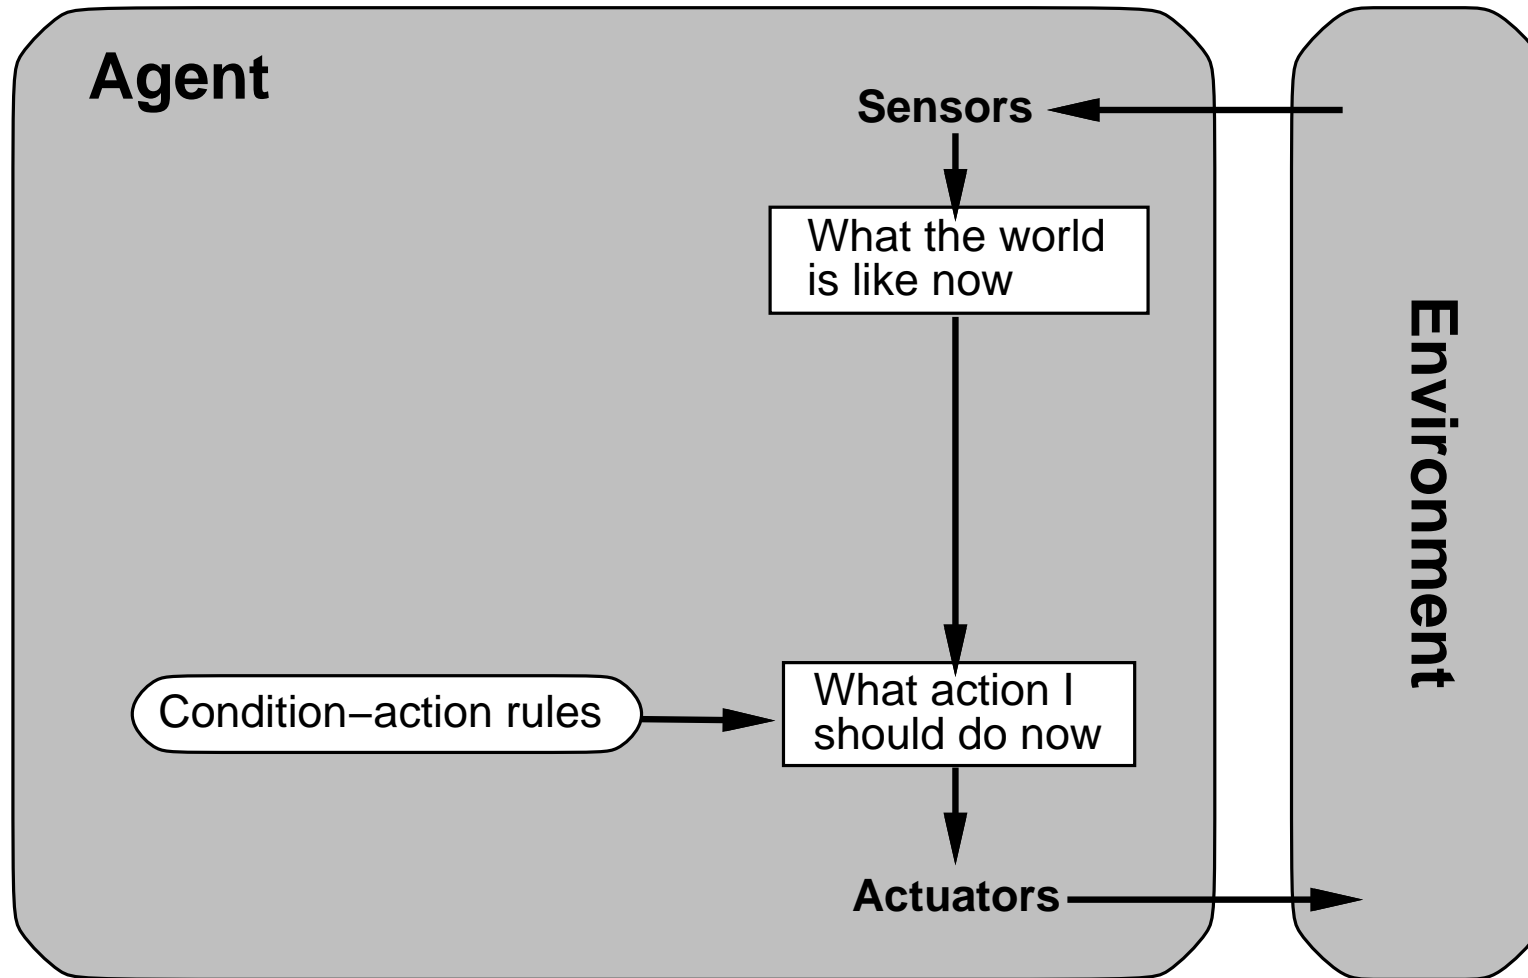 Agent
Sensors
What the world
is like now
Environment
Condition−action rules
What action I
should do now
Actuators